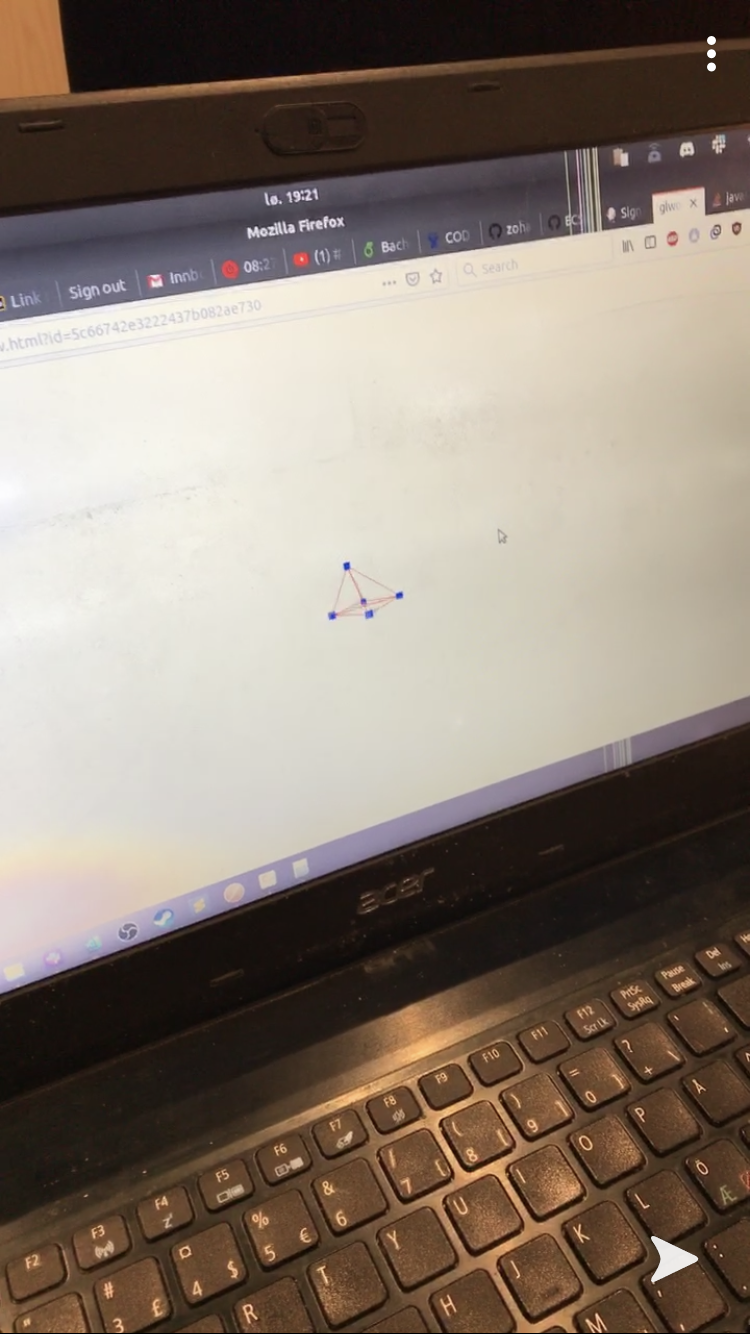 lø. 19:21
Mozilla Firefox
Link
Sign out
Innb
08:2
(1)
Bach
COD
zoh
EC
Sign
glw
Java
w.html?id=5c66742e3222437b082ae730
Search
acer
F2
F3
F4
F5
F6
F7
F8
F9
F10
F11
F12 Scr lk
PrtSc SysRq
Pause Break
Del Ins
# 3 £
¤ 4 $
% 5 €
& 6
/ 7 {
( 8 [
) 9 ]
= 0 }
? + \
R T Y U I O P Å
H J K L Ö Æ
M